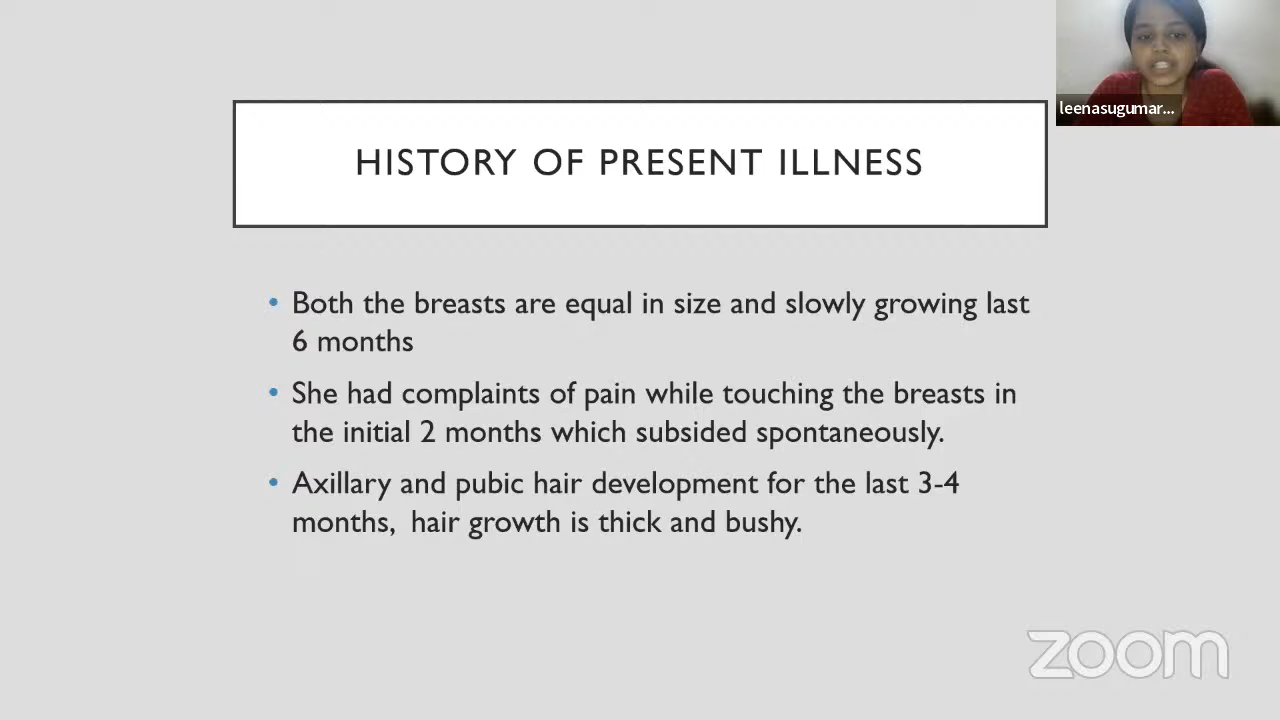 leenasugumar...
HISTORY OF PRESENT ILLNESS
• Both the breasts are equal in size and slowly growing last
6 months
• She had complaints of pain while touching the breasts in
the initial 2 months which subsided spontaneously.
• Axillary and pubic hair development for the last 3-4
months,  hair growth is thick and bushy.
zoom